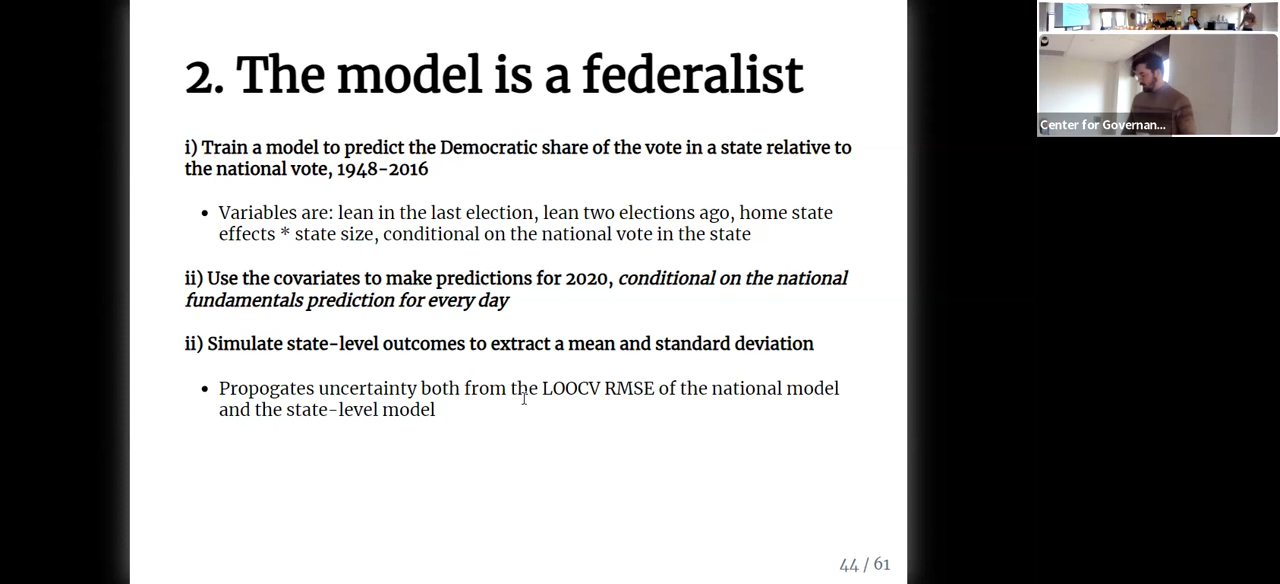 2. The model is a federalist
i) Train a model to predict the Democratic share of the vote in a state relative to
the national vote, 1948-2016
• Variables are: lean in the last election, lean two elections ago, home state
effects * state size, conditional on the national vote in the state
ii) Use the covariates to make predictions for 2020, conditional on the national
fundamentals prediction for every day
ii) Simulate state-level outcomes to extract a mean and standard deviation
• Propogates uncertainty both from the LOOCV RMSE of the national model
and the state-level model
44 / 61
Center for Governan...